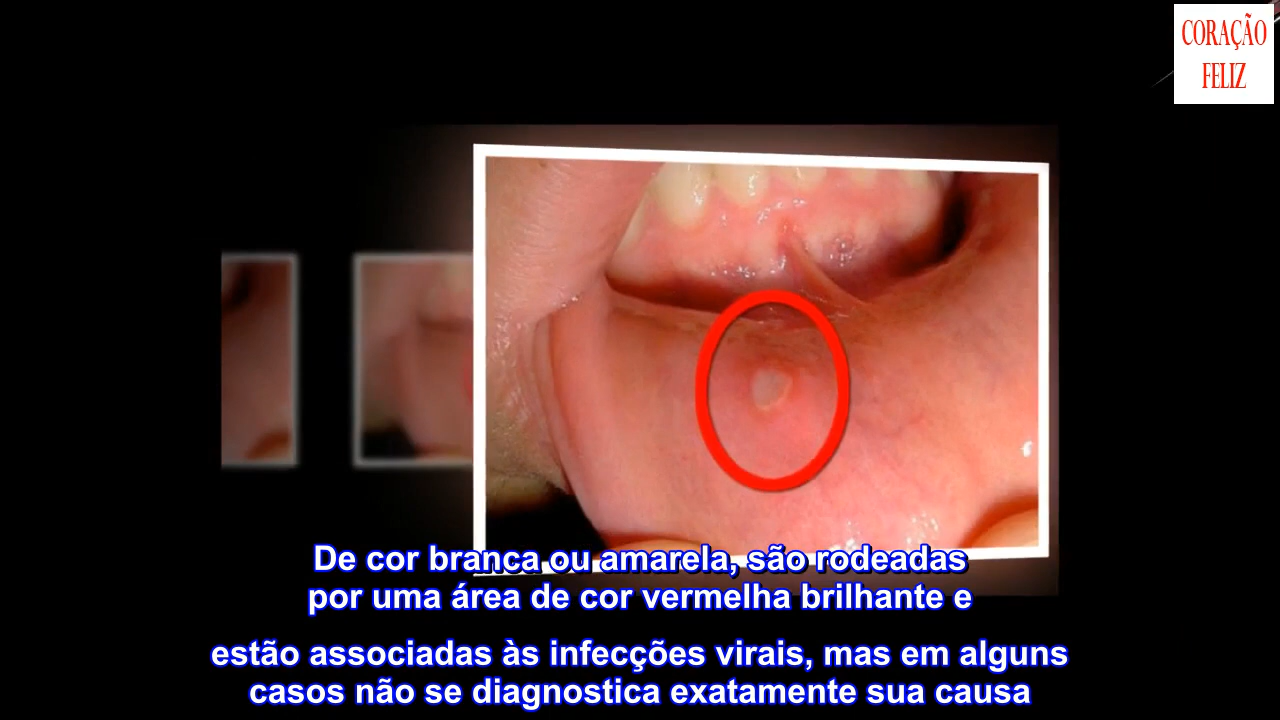 CORAÇÃO
FELIZ
De cor branca ou amarela, são rodeadas
por uma área de cor vermelha brilhante e
estão associadas às infecções virais, mas em alguns
casos não se diagnostica exatamente sua causa